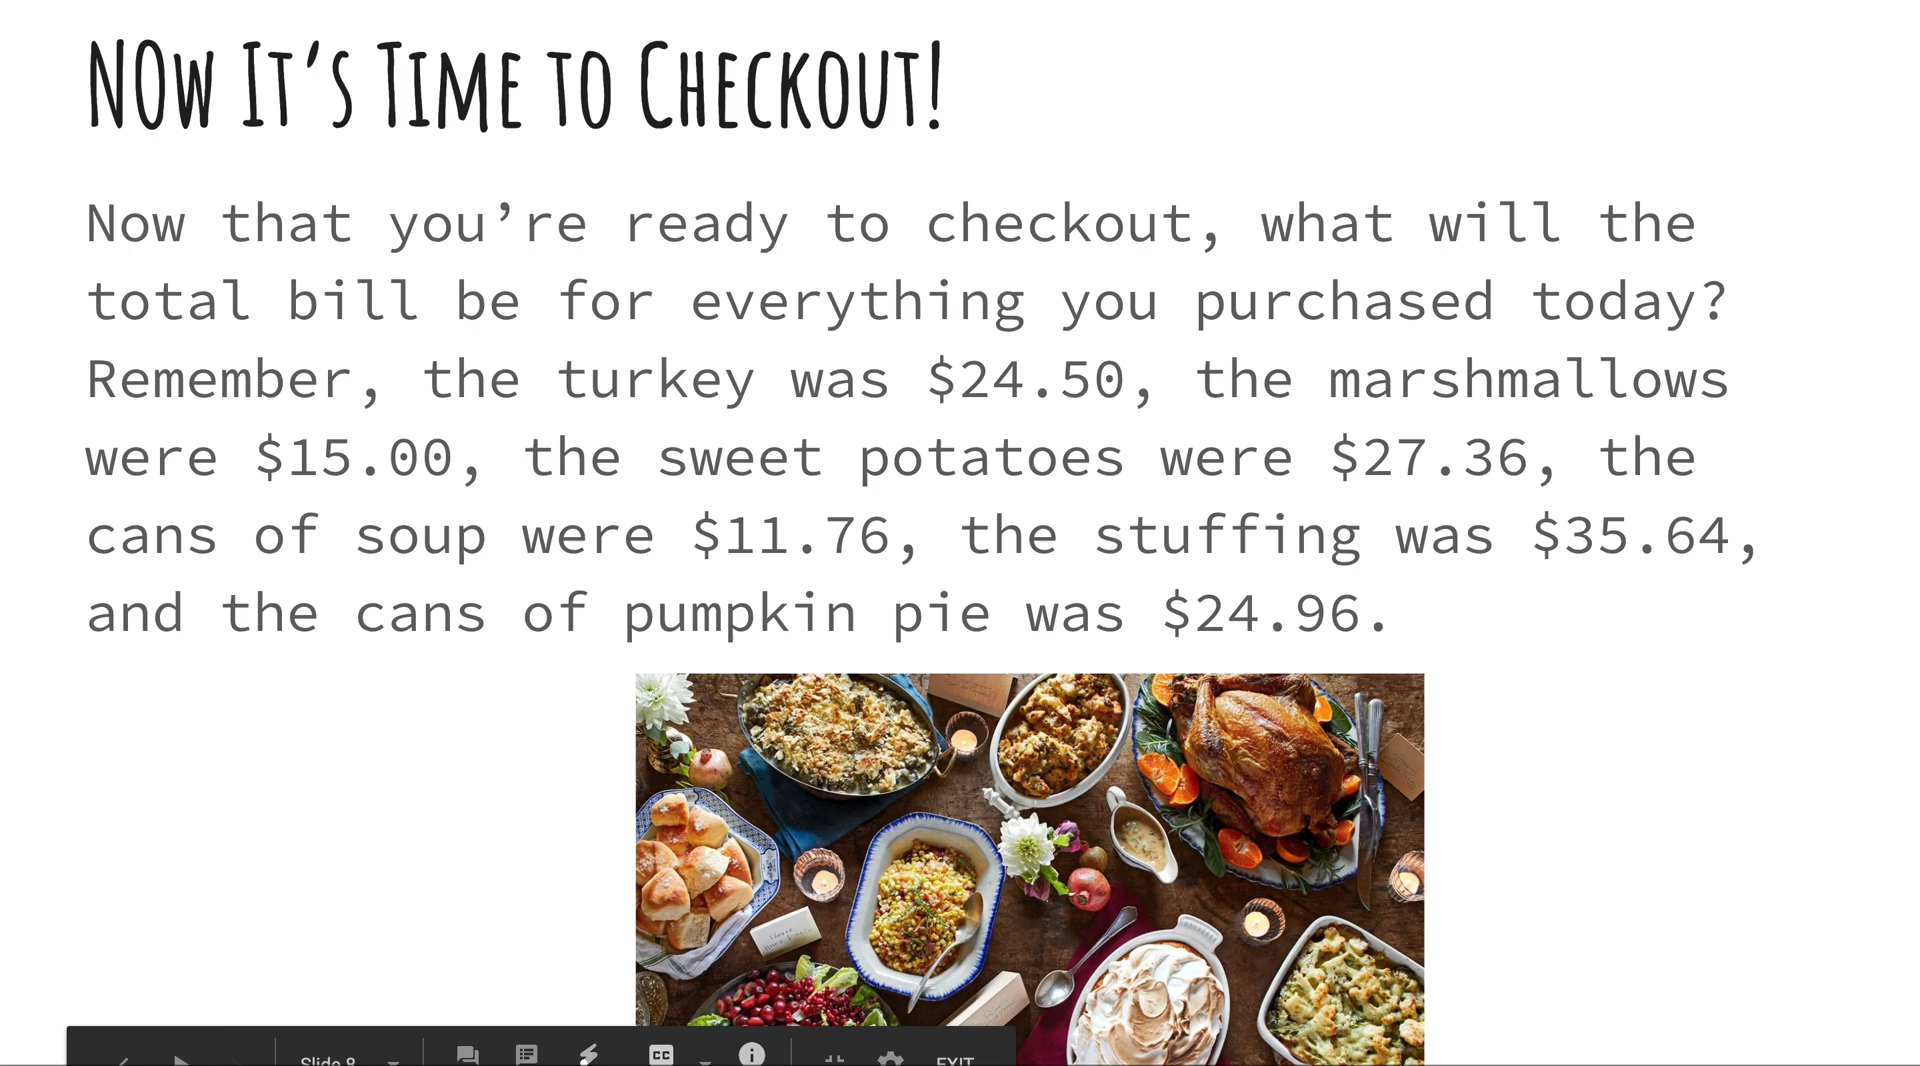 NOw It’s Time to Checkout!
Now that you’re ready to checkout, what will the
total bill be for everything you purchased today?
Remember, the turkey was $24.50, the marshmallows
were $15.00, the sweet potatoes were $27.36, the
cans of soup were $11.76, the stuffing was $35.64,
and the cans of pumpkin pie was $24.96.
Slide 8
CC
EXIT